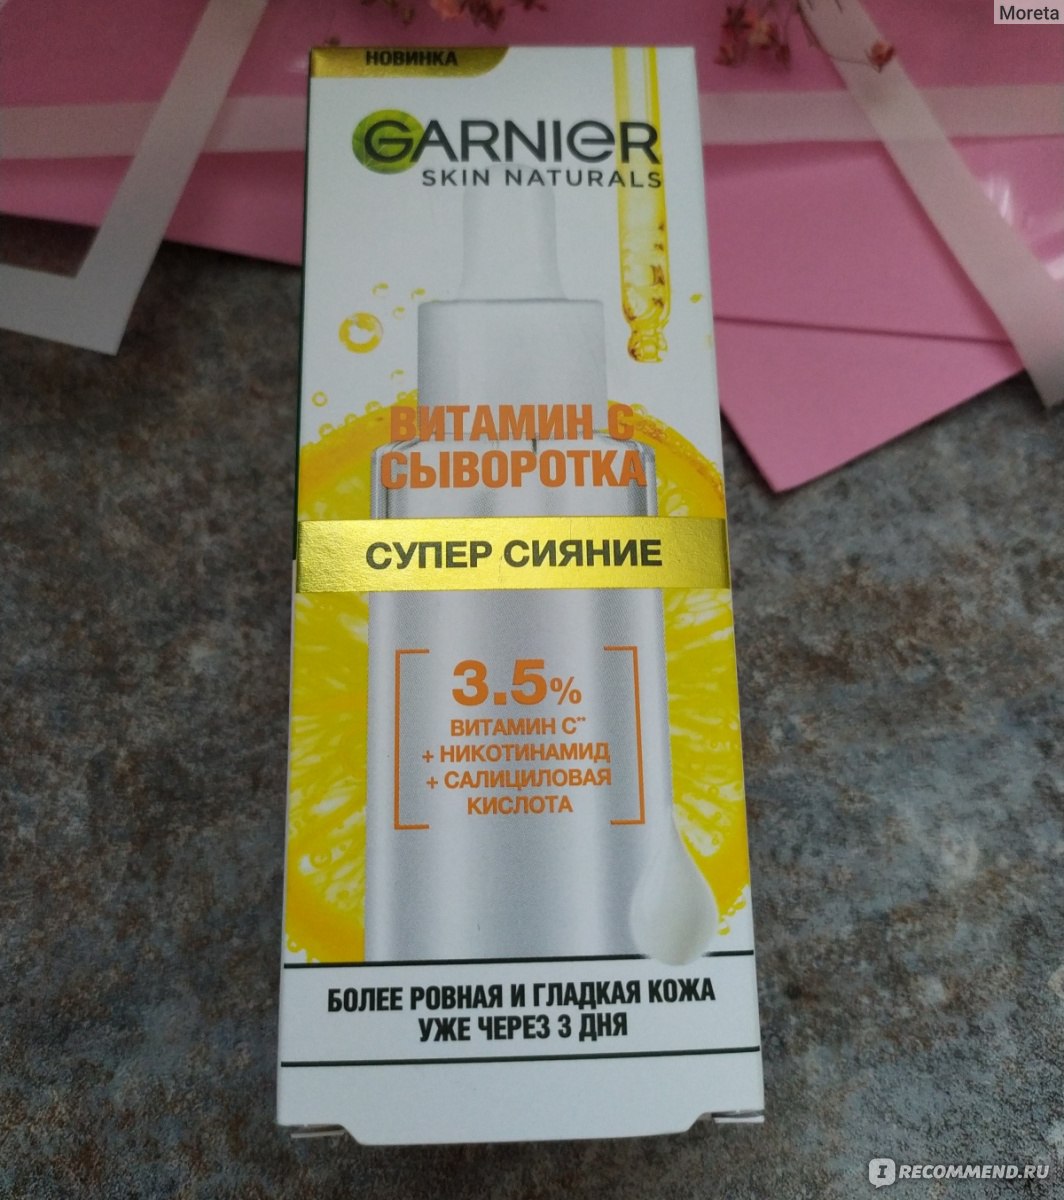 Moreta
НОВИНКА
GARNIER
SKIN NATURALS
ВИТАМИН С
СЫВОРОТКА
СУПЕР СИЯНИЕ
3.5%
ВИТАМИН С**
+ НИКОТИНАМИД
+ САЛИЦИЛОВАЯ
КИСЛОТА
БОЛЕЕ РОВНАЯ И ГЛАДКАЯ КОЖА
УЖЕ ЧЕРЕЗ 3 ДНЯ
IRECOMMEND.RU